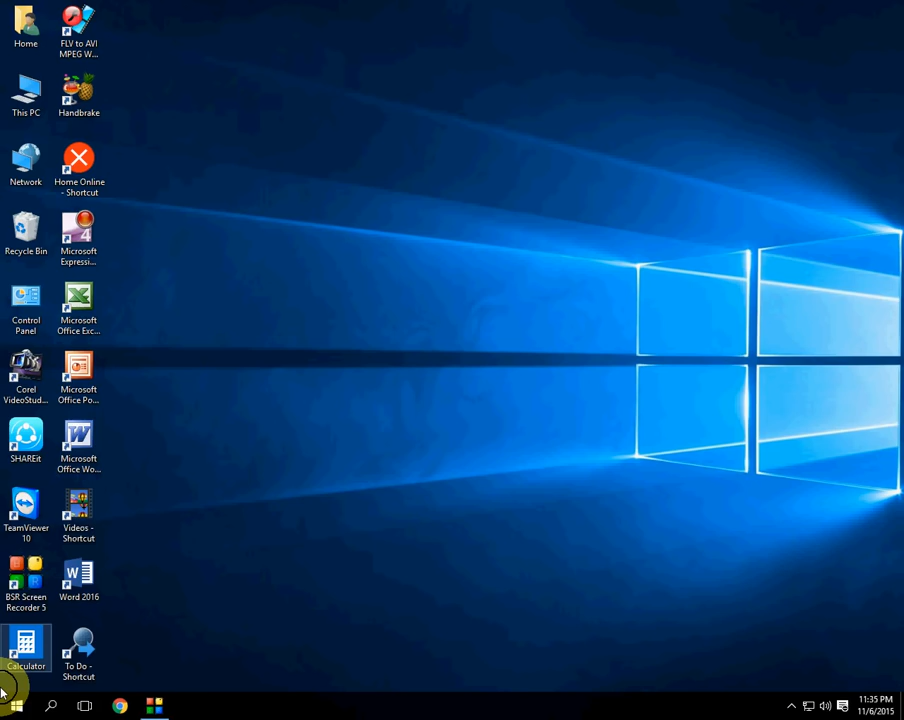 Home
FLV to AVI
MPEG W...
This PC
Handbrake
Network
Home Online
- Shortcut
Recycle Bin
Microsoft
Expressi...
4
Control
Panel
Microsoft
Office Exc...
Corel
VideoStud...
Microsoft
Office Po...
SHAREit
Microsoft
Office Wo...
TeamViewer
10
Videos -
Shortcut
BSR Screen
Recorder 5
Word 2016
Calculator
To Do -
Shortcut
11:35 PM
11/6/2015